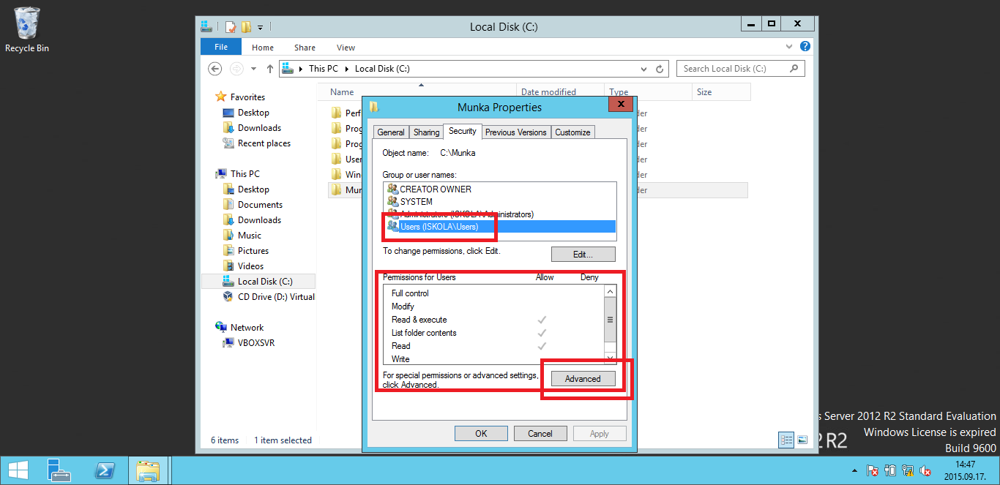 Recycle Bin
Local Disk (C:)
File Home Share View
This PC Local Disk (C:)
Search Local Disk (C:)
Name Date modified Type Size
Favorites
Desktop
Downloads
Recent places
This PC
Desktop
Documents
Downloads
Music
Pictures
Videos
Local Disk (C:)
CD Drive (D:) Virtual
Network
VBOXSVR
Perf
Prog
Prog
User
Win
Mun
der
der
der
der
der
der
Munka Properties
General Sharing Security Previous Versions Customize
Object name: C:\Munka
Group or user names:
CREATOR OWNER
SYSTEM
Administrators (ISKOLA\Administrators)
Users (ISKOLA\Users)
To change permissions, click Edit.
Edit...
Permissions for Users Allow Deny
Full control
Modify
Read & execute
List folder contents
Read
Write
For special permissions or advanced settings,
click Advanced.
Advanced
OK Cancel Apply
6 items 1 item selected
s Server 2012 R2 Standard Evaluation
Windows License is expired
Build 9600
2 R2
14:47
2015.09.17.